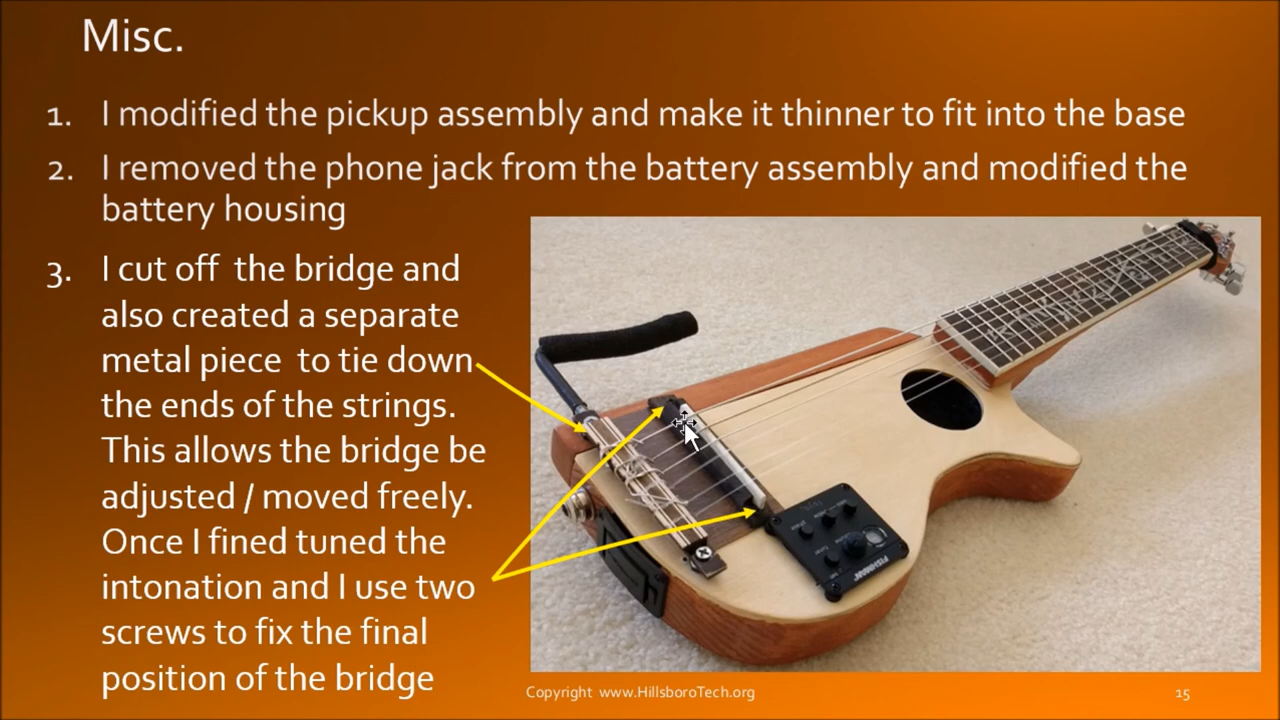 Misc.
1. I modified the pickup assembly and make it thinner to fit into the base
2. I removed the phone jack from the battery assembly and modified the
battery housing
3. I cut off the bridge and
also created a separate
metal piece to tie down
the ends of the strings.
This allows the bridge be
adjusted / moved freely.
Once I fined tuned the
intonation and I use two
screws to fix the final
position of the bridge
FISHMAN
Copyright www.HillsboroTech.org
15